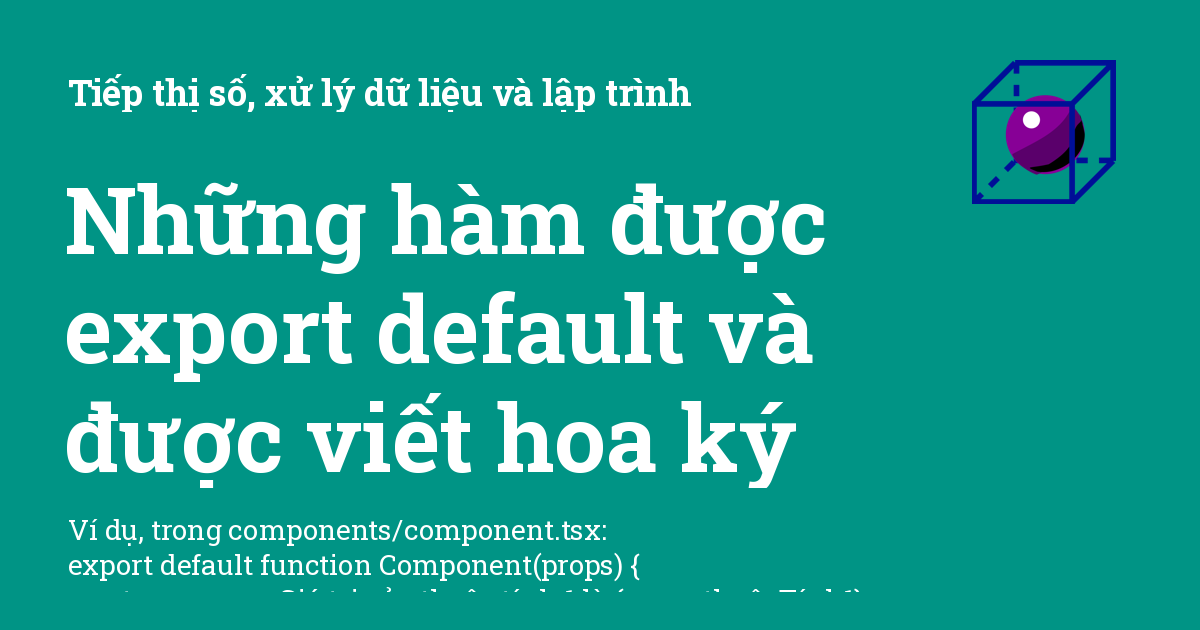 Tiếp thị số, xử lý dữ liệu và lập trình
Những hàm được
export default và
được viết hoa ký
Ví dụ, trong components/component.tsx:
export default function Component(props) {